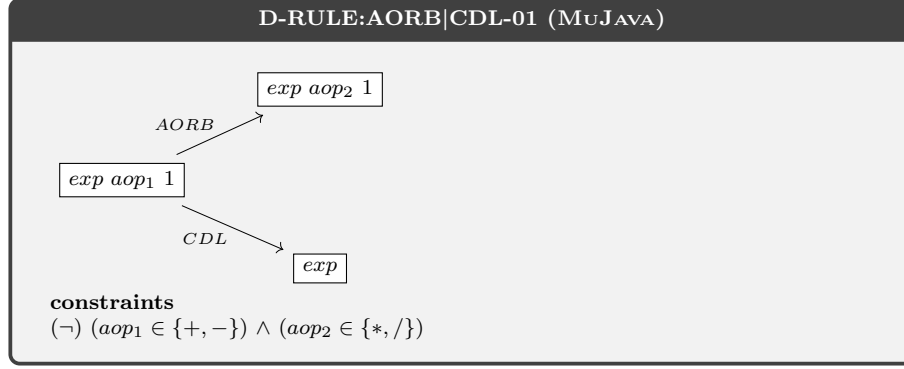 D-RULE:AORB|CDL-01 (MUJAVA)
exp aop₂ 1
AORB
exp aop₁ 1
CDL
exp
constraints
(¬) (aop₁ ∈ {+, −}) ∧ (aop₂ ∈ {∗, /})